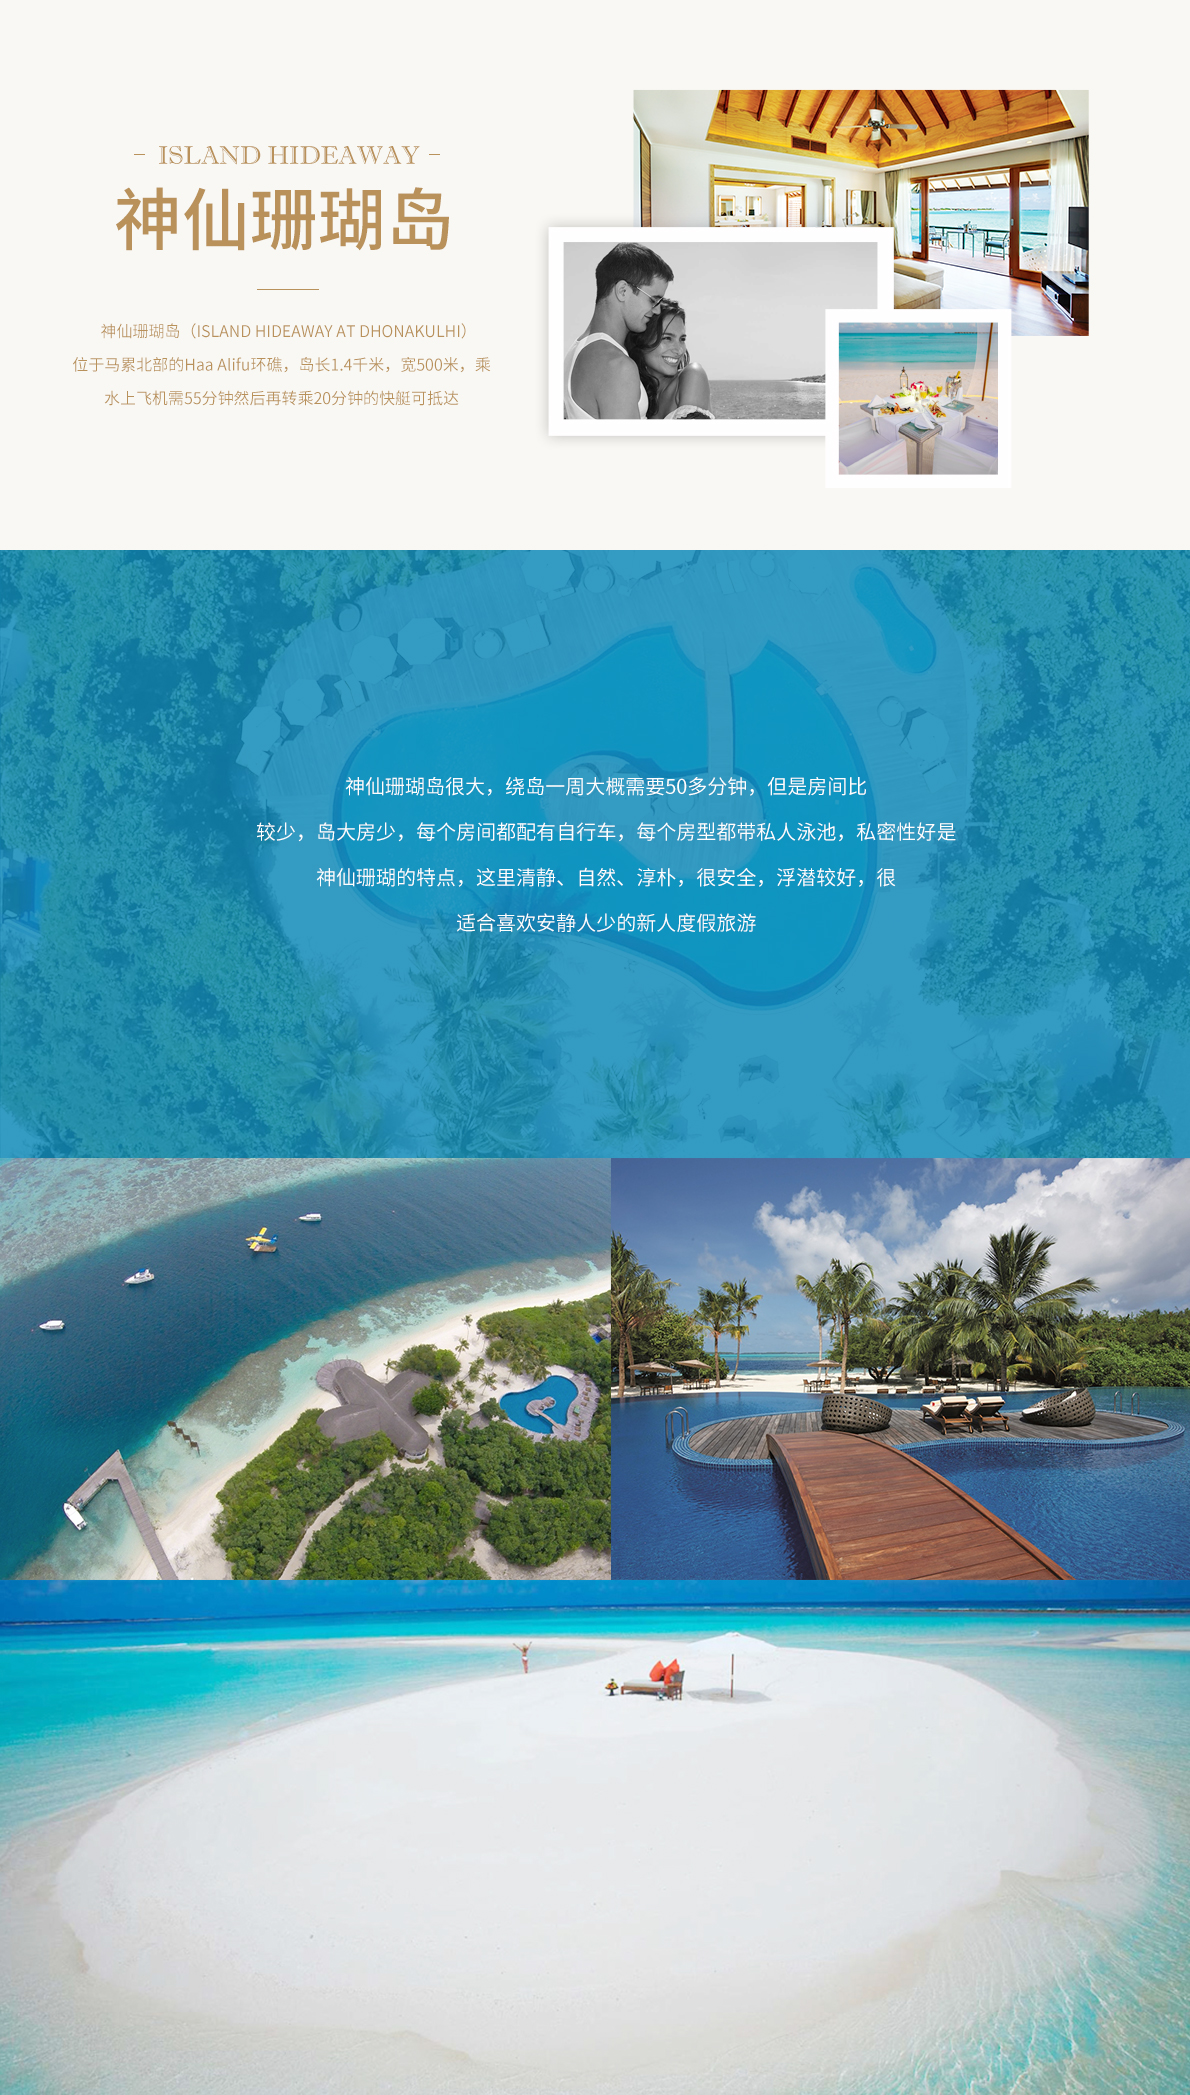 - ISLAND HIDEAWAY -
神仙珊瑚岛
神仙珊瑚岛（ISLAND HIDEAWAY AT DHONAKULHI）
位于马累北部的Haa Alifu环礁，岛长1.4千米，宽500米，乘
水上飞机需55分钟然后再转乘20分钟的快艇可抵达
神仙珊瑚岛很大，绕岛一周大概需要50多分钟，但是房间比
较少，岛大房少，每个房间都配有自行车，每个房型都带私人泳池，私密性好是
神仙珊瑚的特点，这里清静、自然、淳朴，很安全，浮潜较好，很
适合喜欢安静人少的新人度假旅游